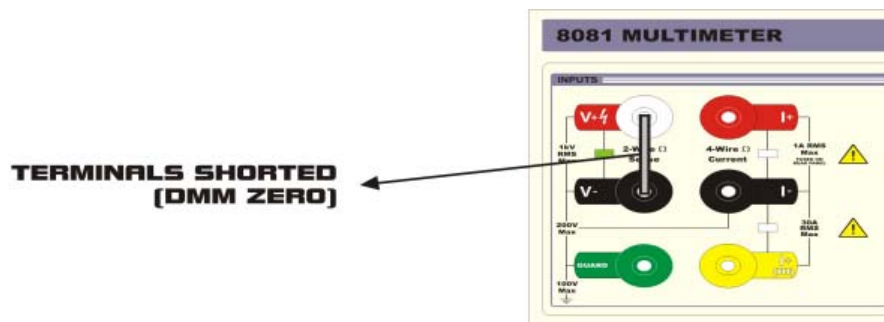 8081 MULTIMETER
INPUTS
V+
I+
1kV
RMS
Max
2-Wire Ω
4-Wire Ω
Current
1A RMS
Max
TERMINALS SHORTED
(DMM ZERO)
V-
I-
200V
Max
30A
RMS
Max
GUARD
I+
100V
Max